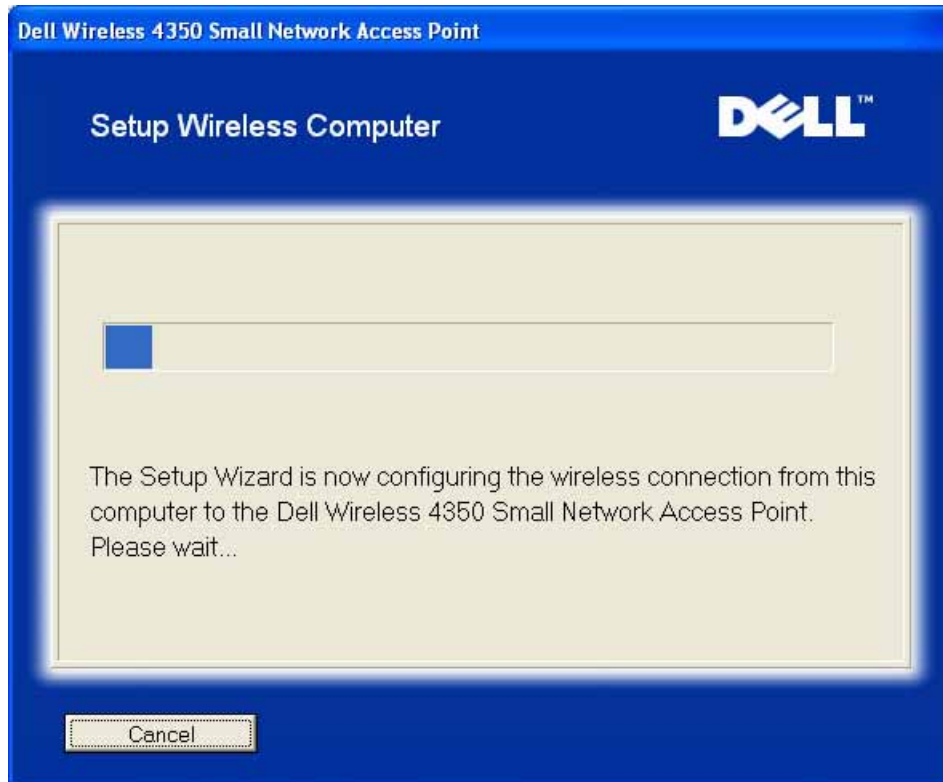 Dell Wireless 4350 Small Network Access Point
Setup Wireless Computer
DELL™
The Setup Wizard is now configuring the wireless connection from this
computer to the Dell Wireless 4350 Small Network Access Point.
Please wait...
Cancel